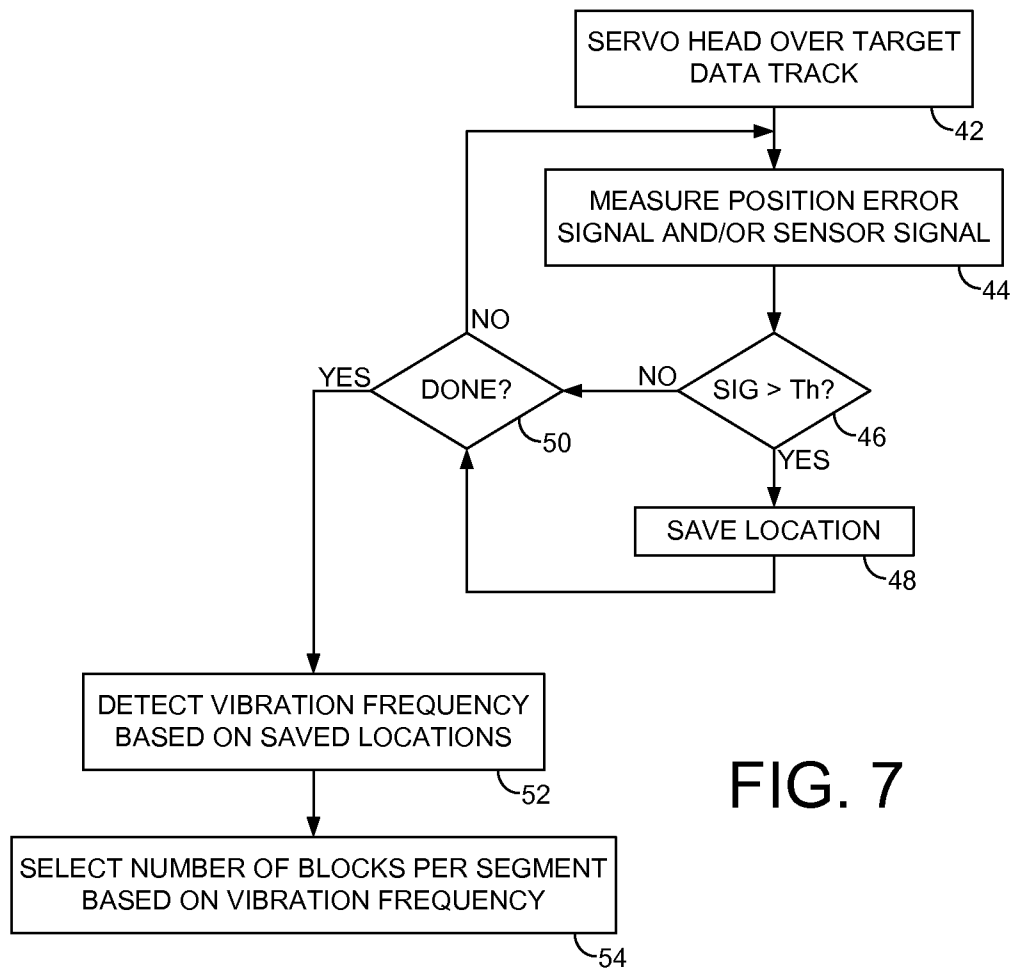 SERVO HEAD OVER TARGET
DATA TRACK
42
MEASURE POSITION ERROR
SIGNAL AND/OR SENSOR SIGNAL
44
NO
YES
DONE?
50
NO
SIG > Th?
46
YES
SAVE LOCATION
48
DETECT VIBRATION FREQUENCY
BASED ON SAVED LOCATIONS
52
SELECT NUMBER OF BLOCKS PER SEGMENT
BASED ON VIBRATION FREQUENCY
54
FIG. 7